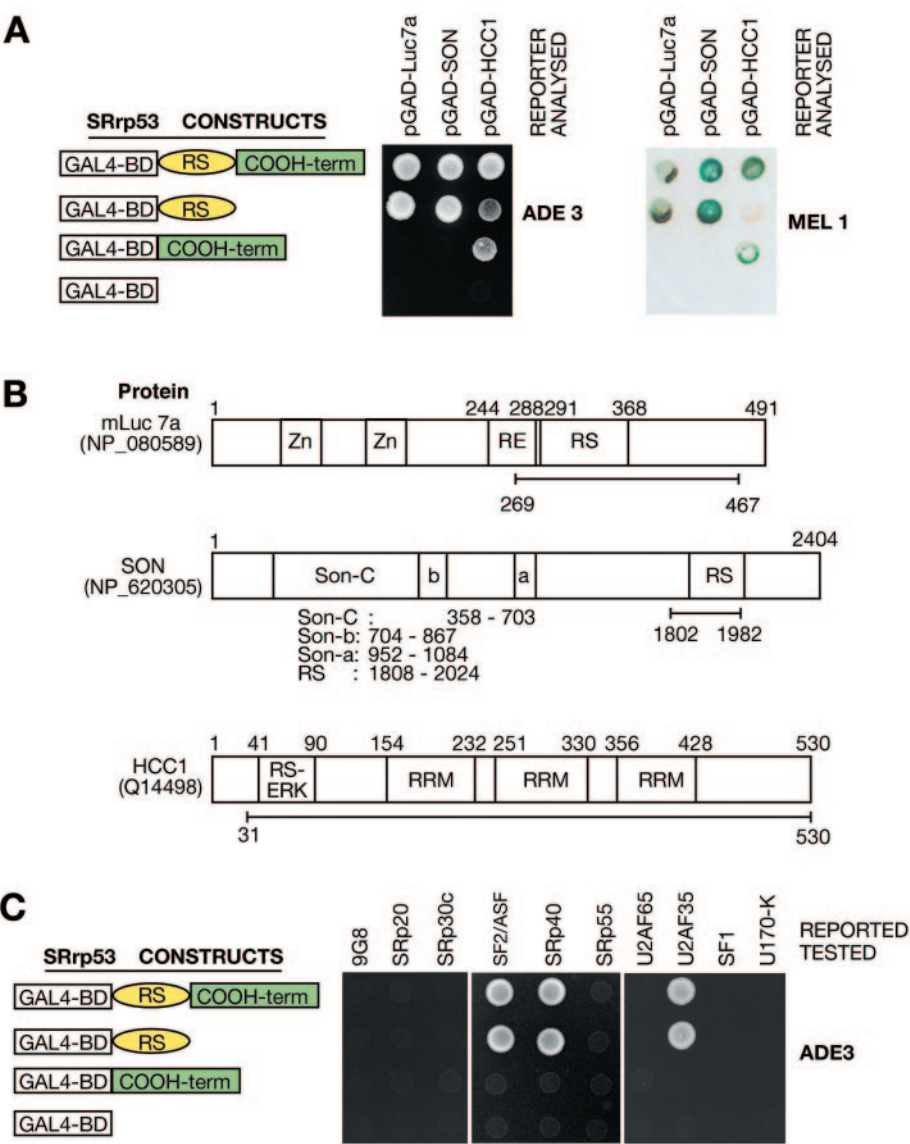 A
SRrp53 CONSTRUCTS
GAL4-BD RS COOH-term
GAL4-BD RS
GAL4-BD COOH-term
GAL4-BD
pGAD-Luc7a
pGAD-SON
pGAD-HCC1
REPORTER
ANALYSED
ADE 3
pGAD-Luc7a
pGAD-SON
pGAD-HCC1
REPORTER
ANALYSED
MEL 1
B
Protein
mLuc 7a
(NP_080589)
1 244 288 291 368 491
Zn Zn RE RS
269 467
SON
(NP_620305)
1 2404
Son-C b a RS
1802 1982
Son-C : 358 - 703
Son-b: 704 - 867
Son-a: 952 - 1084
RS : 1808 - 2024
HCC1
(Q14498)
1 41 90 154 232 251 330 356 428 530
RS-
ERK RRM RRM RRM
31 530
C
SRrp53 CONSTRUCTS
GAL4-BD RS COOH-term
GAL4-BD RS
GAL4-BD COOH-term
GAL4-BD
9G8
SRp20
SRp30c
SF2/ASF
SRp40
SRp55
U2AF65
U2AF35
SF1
U170-K
REPORTED
TESTED
ADE3